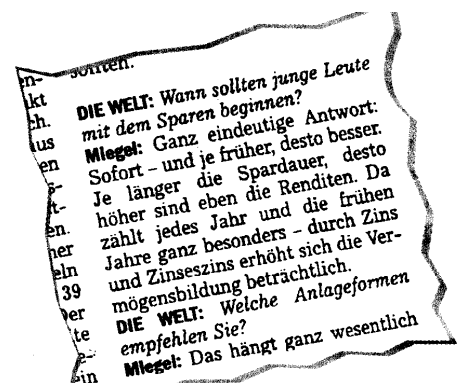 sollten.
DIE WELT: Wann sollten junge Leute
mit dem Sparen beginnen?
Miegel: Ganz eindeutige Antwort:
Sofort – und je früher, desto besser.
Je länger die Spardauer, desto
höher sind eben die Renditen. Da
zählt jedes Jahr und die frühen
Jahre ganz besonders – durch Zins
und Zinseszins erhöht sich die Ver-
mögensbildung beträchtlich.
DIE WELT: Welche Anlageformen
empfehlen Sie?
Miegel: Das hängt ganz wesentlich